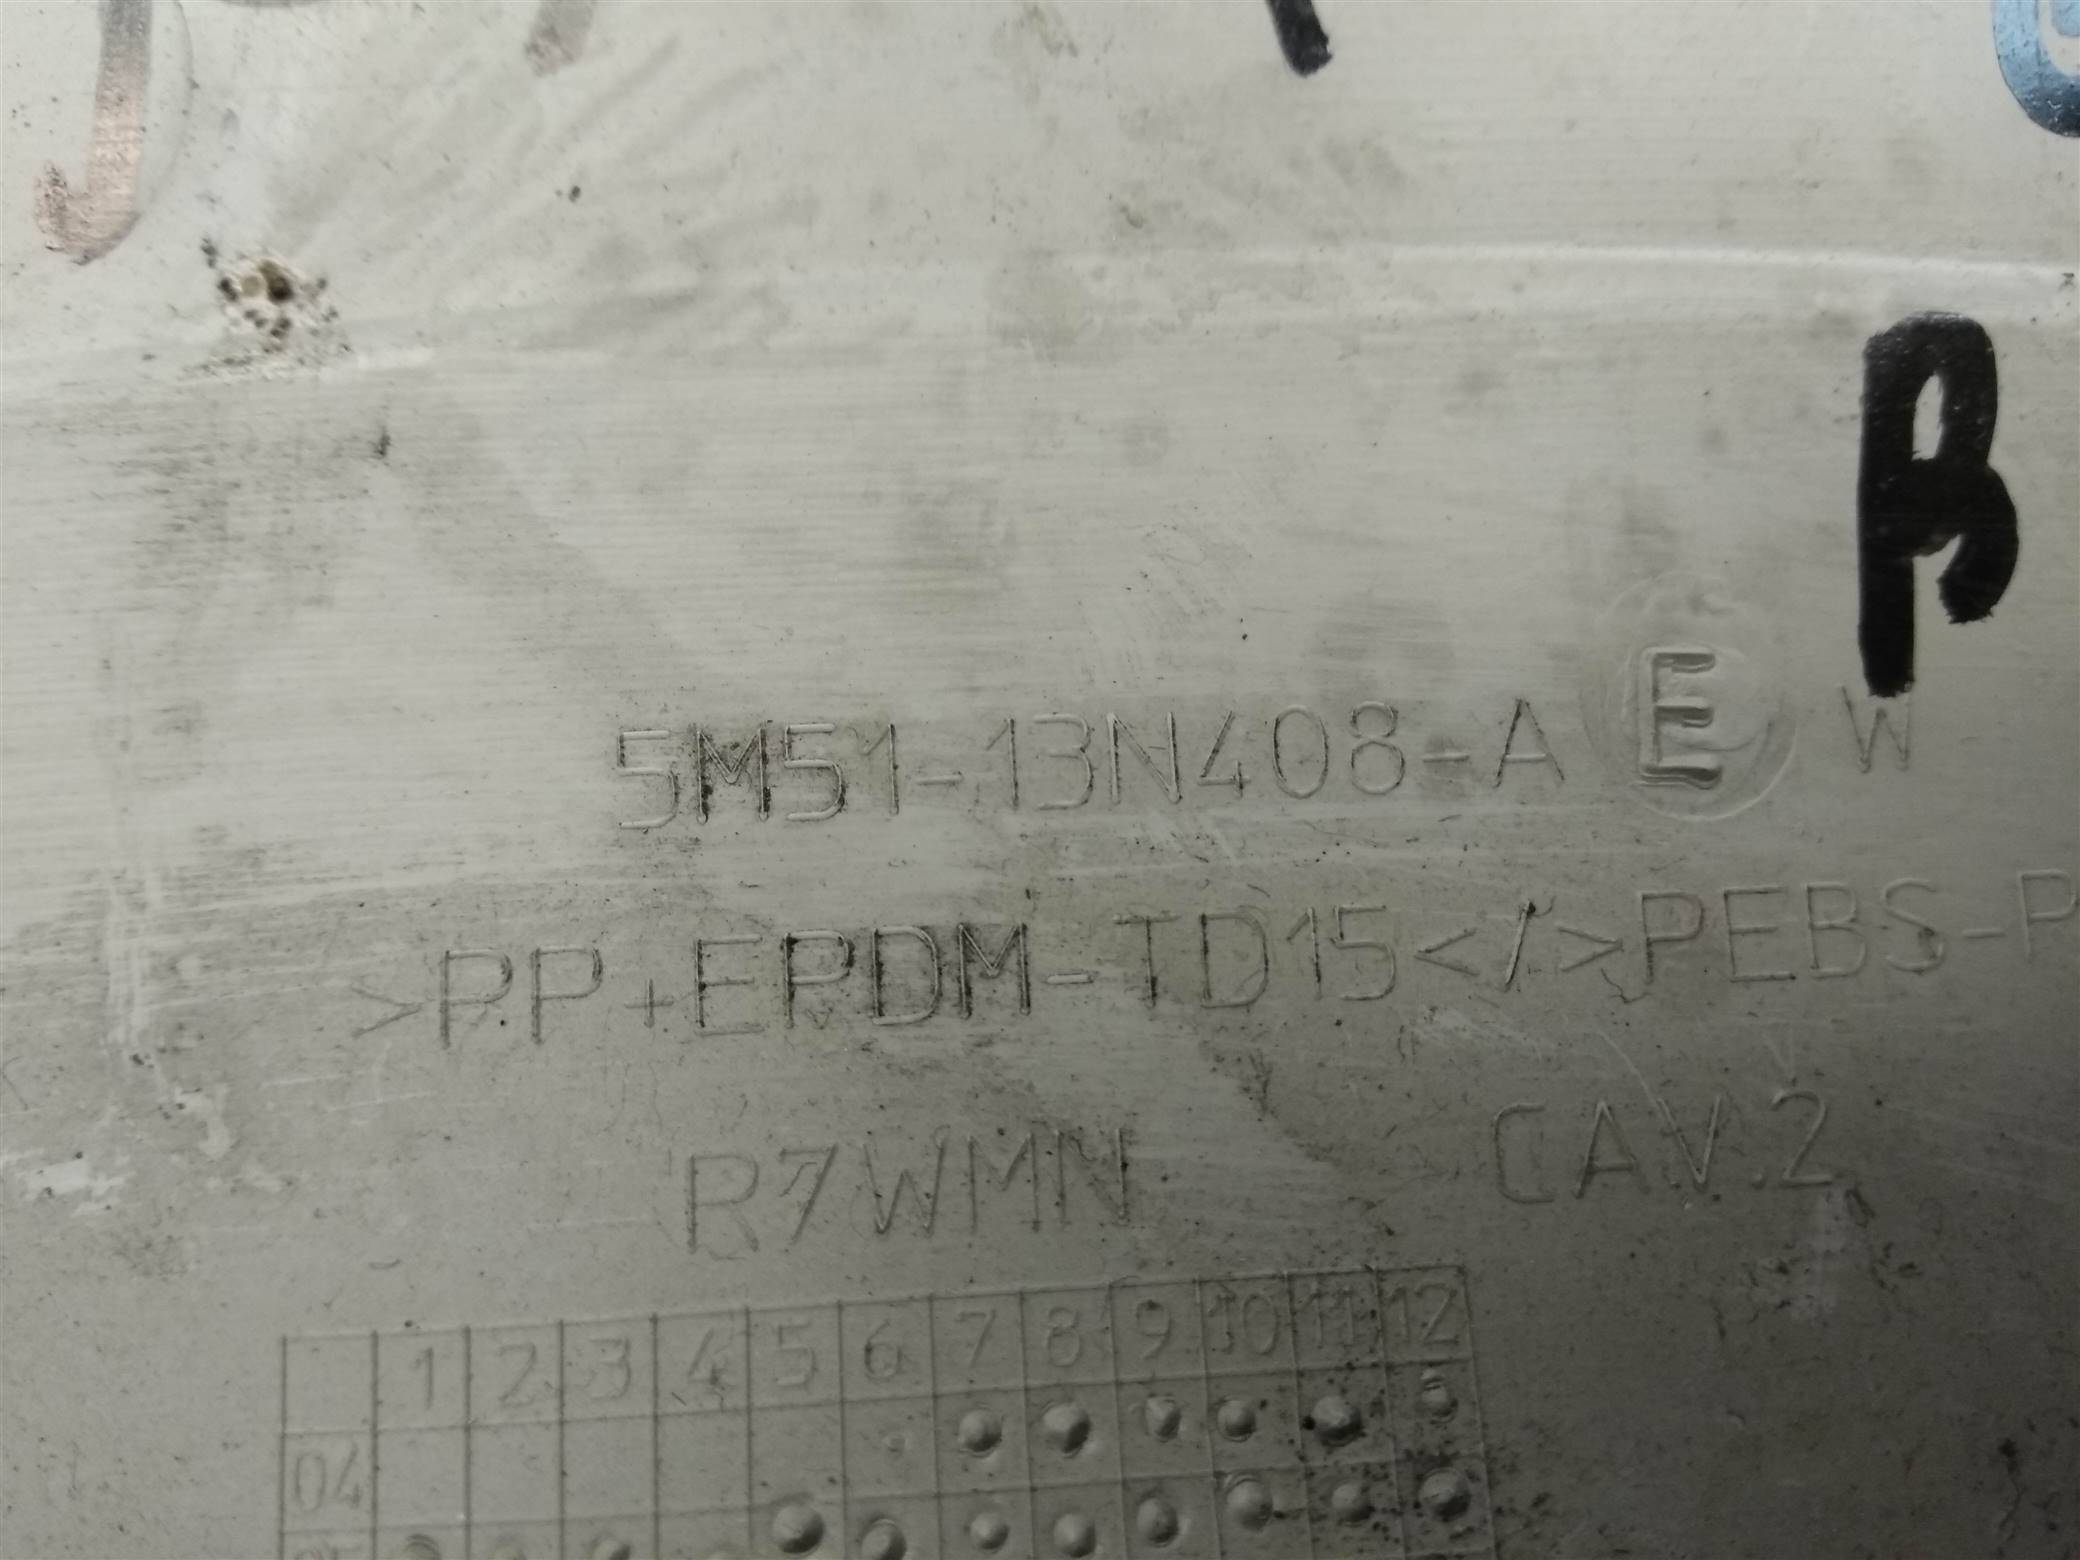 β
5M51-13N408-A E W
>PP+EPDM-TD15</>PEBS-P
R7WMN CAV.2
1 2 3 4 5 6 7 8 9 10 11 12
04